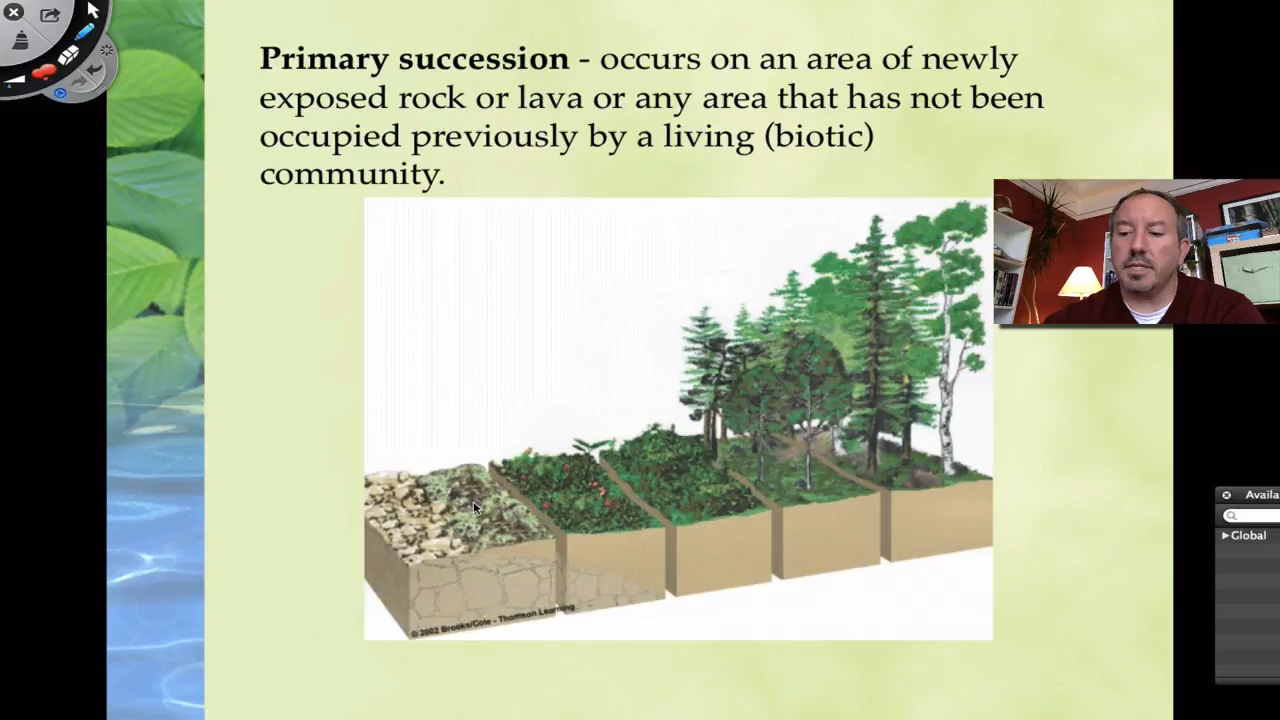 Primary succession - occurs on an area of newly
exposed rock or lava or any area that has not been
occupied previously by a living (biotic)
community.
© 2002 Brooks/Cole - Thomson Learning
Availa
Global